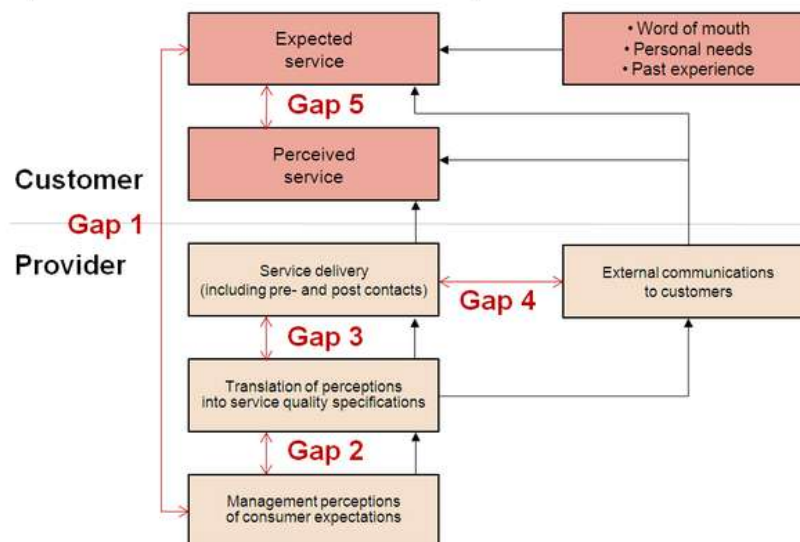 Expected
service
• Word of mouth
• Personal needs
• Past experience
Gap 5
Perceived
service
Customer
Gap 1
Provider
Service delivery
(including pre- and post contacts)
Gap 4
External communications
to customers
Gap 3
Translation of perceptions
into service quality specifications
Gap 2
Management perceptions
of consumer expectations